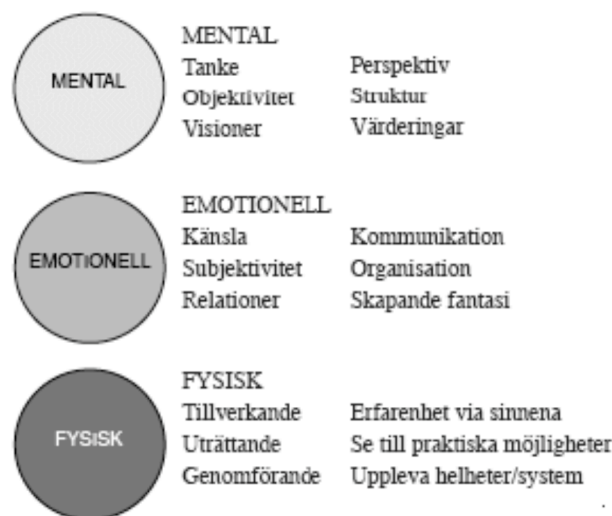 MENTAL
MENTAL
Tanke Perspektiv
Objektivitet Struktur
Visioner Värderingar
EMOTIONELL
EMOTIONELL
Känsla Kommunikation
Subjektivitet Organisation
Relationer Skapande fantasi
FYSISK
FYSISK
Tillverkande Erfarenhet via sinnena
Uträttande Se till praktiska möjligheter
Genomförande Uppleva helheter/system
.